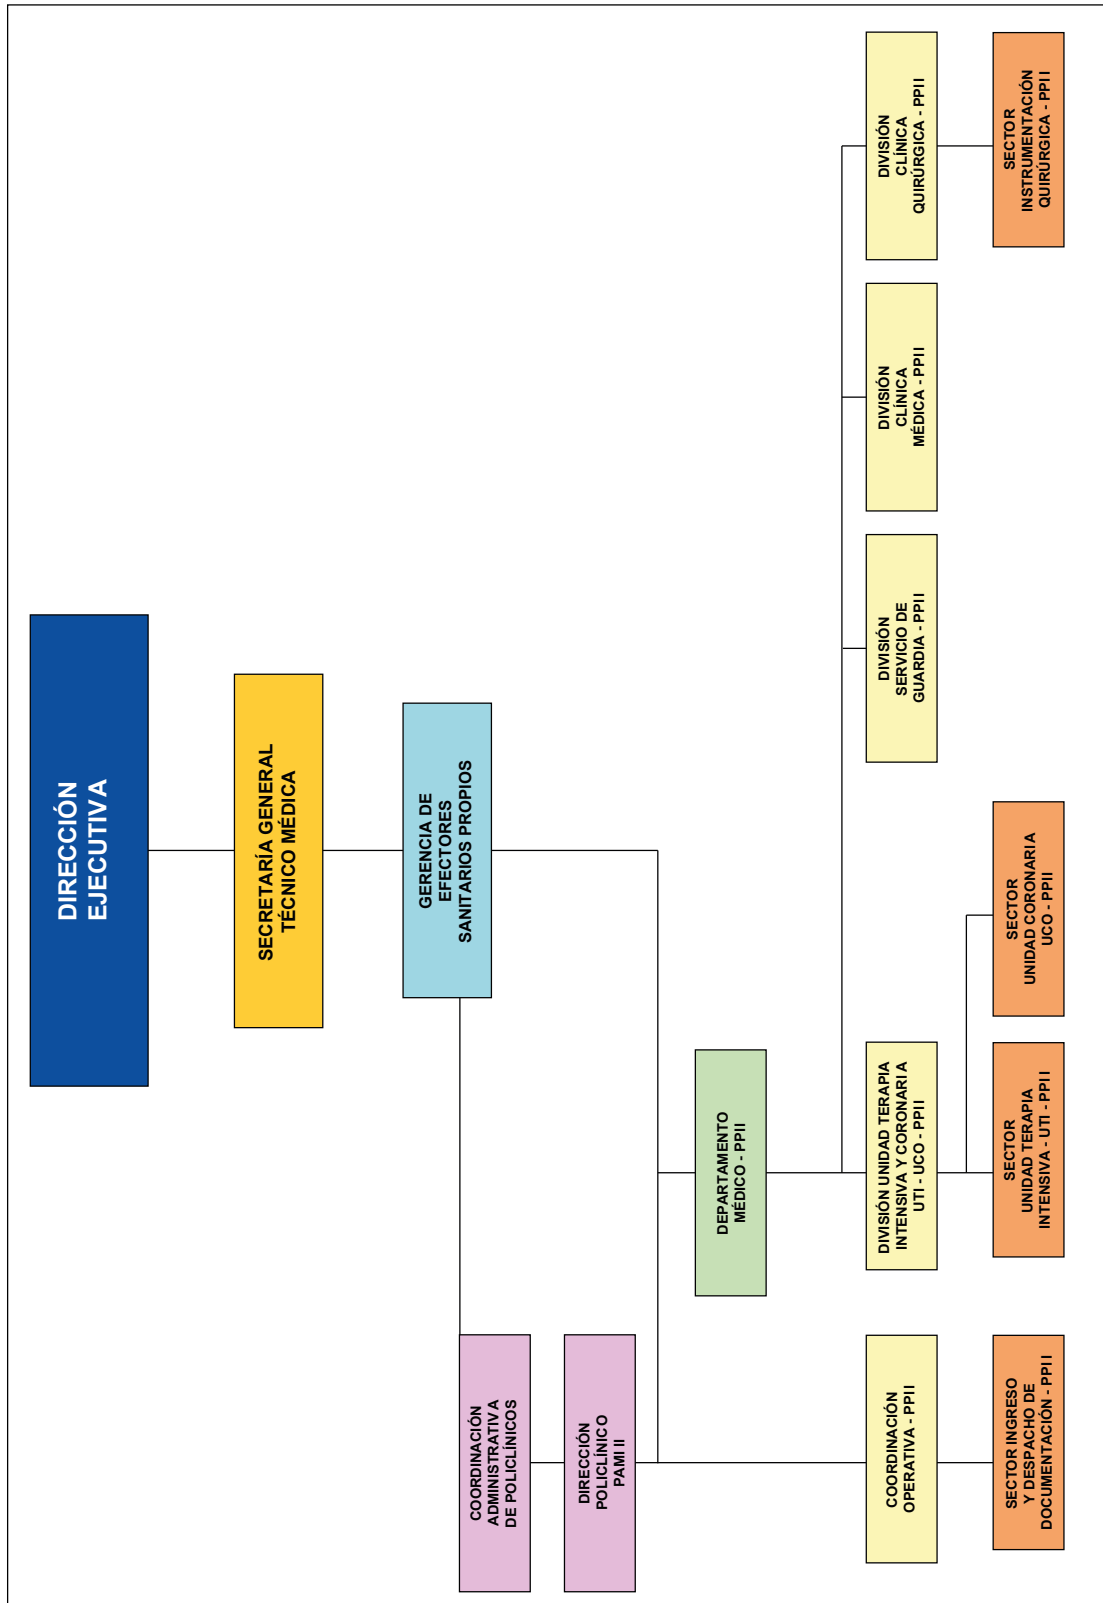 DIRECCIÓN
EJECUTIVA
SECRETARÍA GENERAL
TÉCNICO MÉDICA
GERENCIA DE
EFECTORES
SANITARIOS PROPIOS
COORDINACIÓN
ADMINISTRATIVA
DE POLICLÍNICOS
DIRECCIÓN
POLICLÍNICO
PAMI II
DEPARTAMENTO
MÉDICO - PPII
COORDINACIÓN
OPERATIVA - PPII
DIVISIÓN UNIDAD TERAPIA
INTENSIVA Y CORONARIA
UTI - UCO - PPII
DIVISIÓN
SERVICIO DE
GUARDIA - PPII
DIVISIÓN
CLÍNICA
MÉDICA - PPII
DIVISIÓN
CLÍNICA
QUIRÚRGICA - PPII
SECTOR INGRESO
Y DESPACHO DE
DOCUMENTACIÓN - PPII
SECTOR
UNIDAD TERAPIA
INTENSIVA - UTI - PPII
SECTOR
UNIDAD CORONARIA
UCO - PPII
SECTOR
INSTRUMENTACIÓN
QUIRÚRGICA - PPII